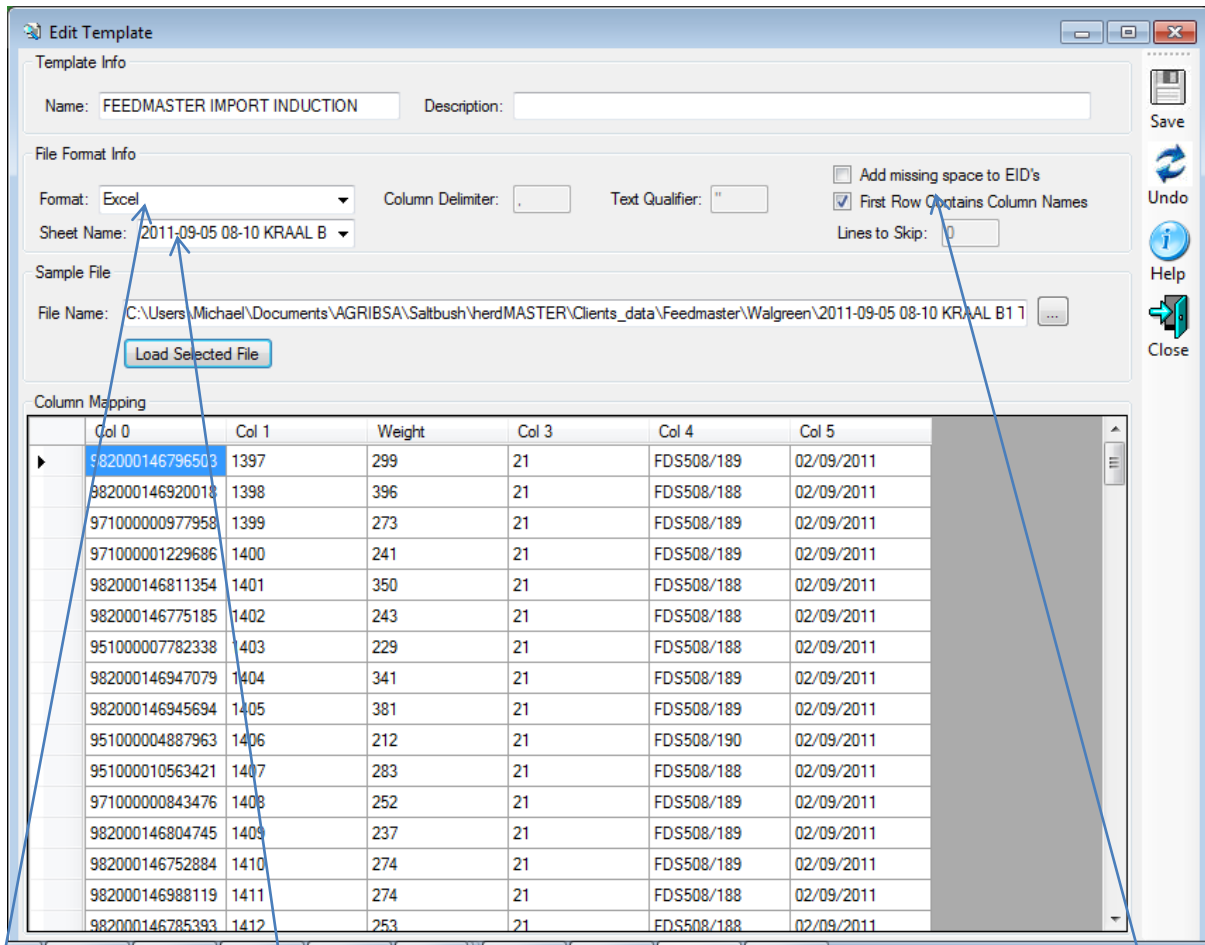 Edit Template
Template Info
Name: FEEDMASTER IMPORT INDUCTION Description:
Save
File Format Info
Add missing space to EID's
Format: Excel Column Delimiter: , Text Qualifier: "
First Row Contains Column Names
Undo
Sheet Name: 2011-09-05 08-10 KRAAL B Lines to Skip: 0
Sample File
Help
File Name: C:\Users\Michael\Documents\AGRIBSA\Saltbush\herdMASTER\Clients_data\Feedmaster\Walgreen\2011-09-05 08-10 KRAAL B1 T ...
Load Selected File
Close
Column Mapping
Col 0 Col 1 Weight Col 3 Col 4 Col 5
982000146796503 1397 299 21 FDS508/189 02/09/2011
982000146920018 1398 396 21 FDS508/188 02/09/2011
971000000977958 1399 273 21 FDS508/189 02/09/2011
971000001229686 1400 241 21 FDS508/189 02/09/2011
982000146811354 1401 350 21 FDS508/188 02/09/2011
982000146775185 1402 243 21 FDS508/188 02/09/2011
951000007782338 1403 229 21 FDS508/189 02/09/2011
982000146947079 1404 341 21 FDS508/189 02/09/2011
982000146945694 1405 381 21 FDS508/189 02/09/2011
951000004887963 1406 212 21 FDS508/190 02/09/2011
951000010563421 1407 283 21 FDS508/188 02/09/2011
971000000843476 1408 252 21 FDS508/189 02/09/2011
982000146804745 1409 237 21 FDS508/189 02/09/2011
982000146752884 1410 274 21 FDS508/189 02/09/2011
982000146988119 1411 274 21 FDS508/188 02/09/2011
982000146785393 1412 253 21 FDS508/189 02/09/2011